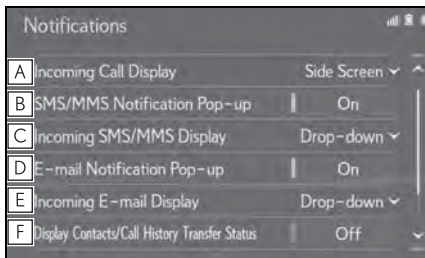 Notifications
A Incoming Call Display Side Screen
B SMS/MMS Notification Pop-up On
C Incoming SMS/MMS Display Drop-down
D E-mail Notification Pop-up On
E Incoming E-mail Display Drop-down
F Display Contacts/Call History Transfer Status Off